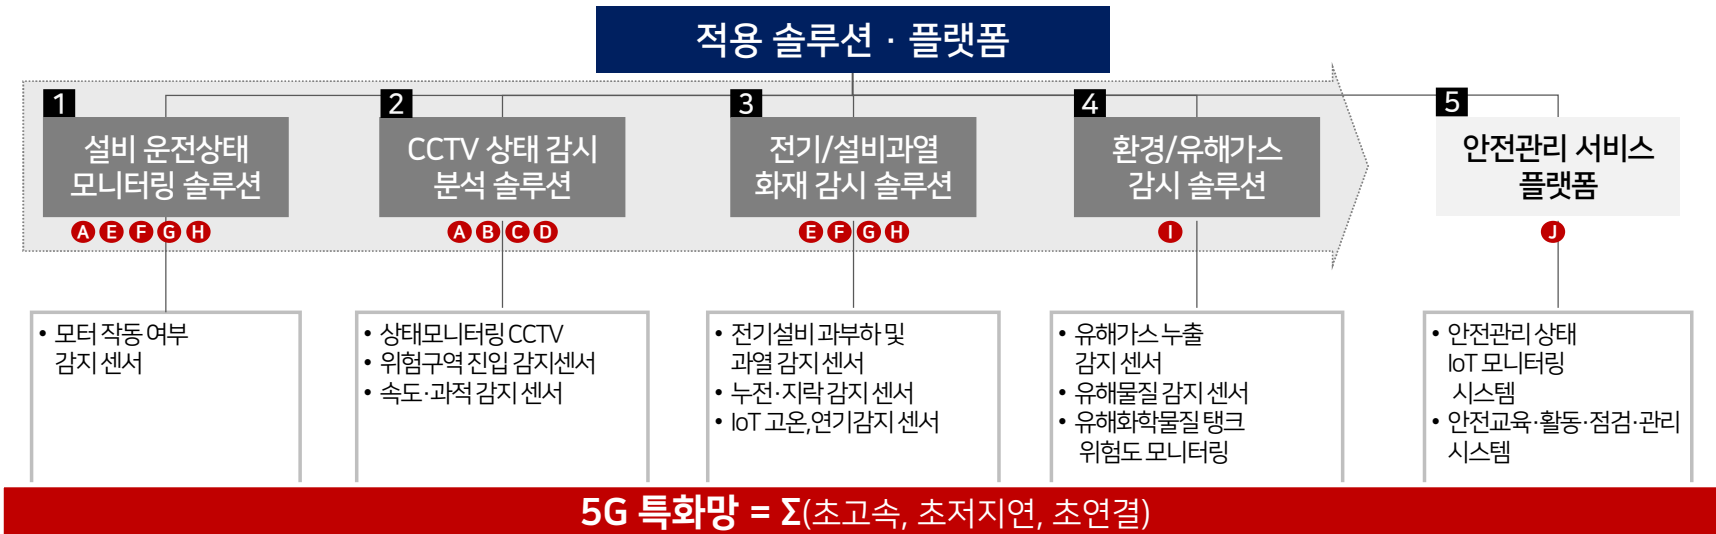 적용 솔루션 · 플랫폼
1
설비 운전상태
모니터링 솔루션
A E F G H
• 모터 작동 여부
감지 센서
2
CCTV 상태 감시
분석 솔루션
A B C D
• 상태모니터링 CCTV
• 위험구역 진입 감지센서
• 속도·과적 감지 센서
3
전기/설비과열
화재 감시 솔루션
E F G H
• 전기설비 과부하 및
과열 감지 센서
• 누전·지락 감지 센서
• IoT 고온,연기감지 센서
4
환경/유해가스
감시 솔루션
I
• 유해가스 누출
감지 센서
• 유해물질 감지 센서
• 유해화학물질 탱크
위험도 모니터링
5
안전관리 서비스
플랫폼
J
• 안전관리 상태
IoT 모니터링
시스템
• 안전교육·활동·점검·관리
시스템
5G 특화망 = Σ(초고속, 초저지연, 초연결)